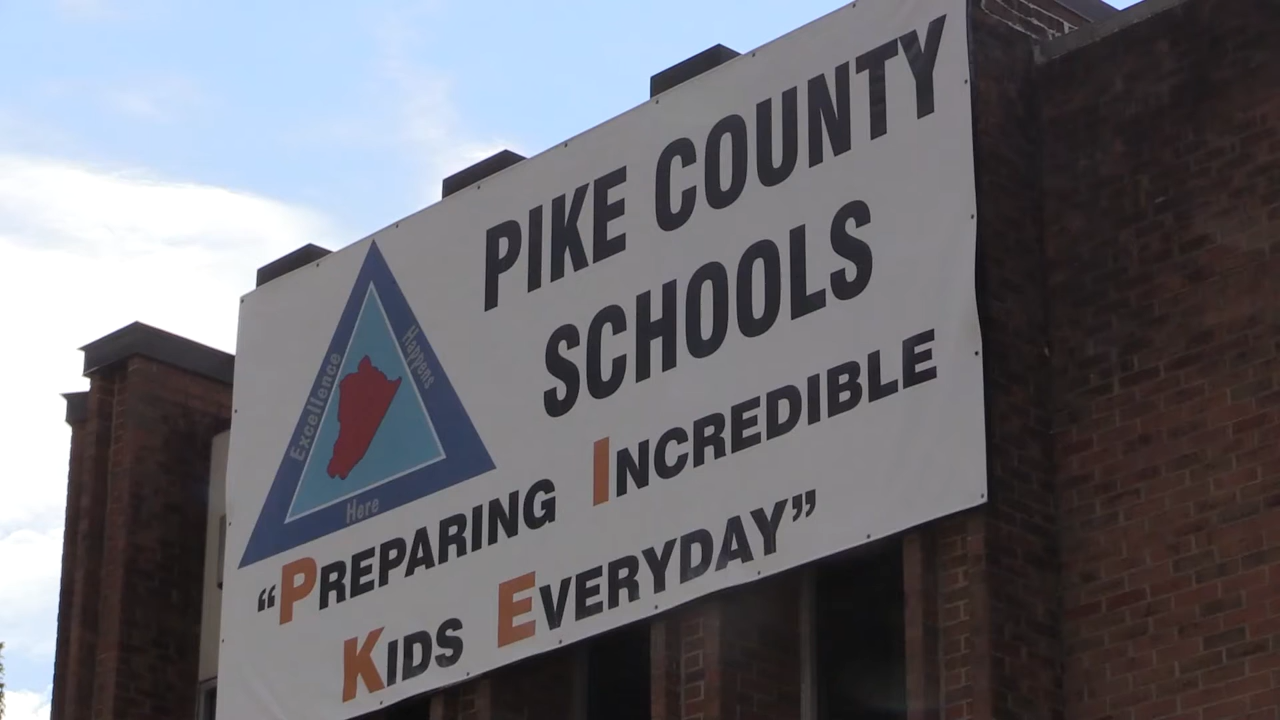 PIKE COUNTY
SCHOOLS
Excellence
Happens
Here
“PREPARING INCREDIBLE
KIDS EVERYDAY”